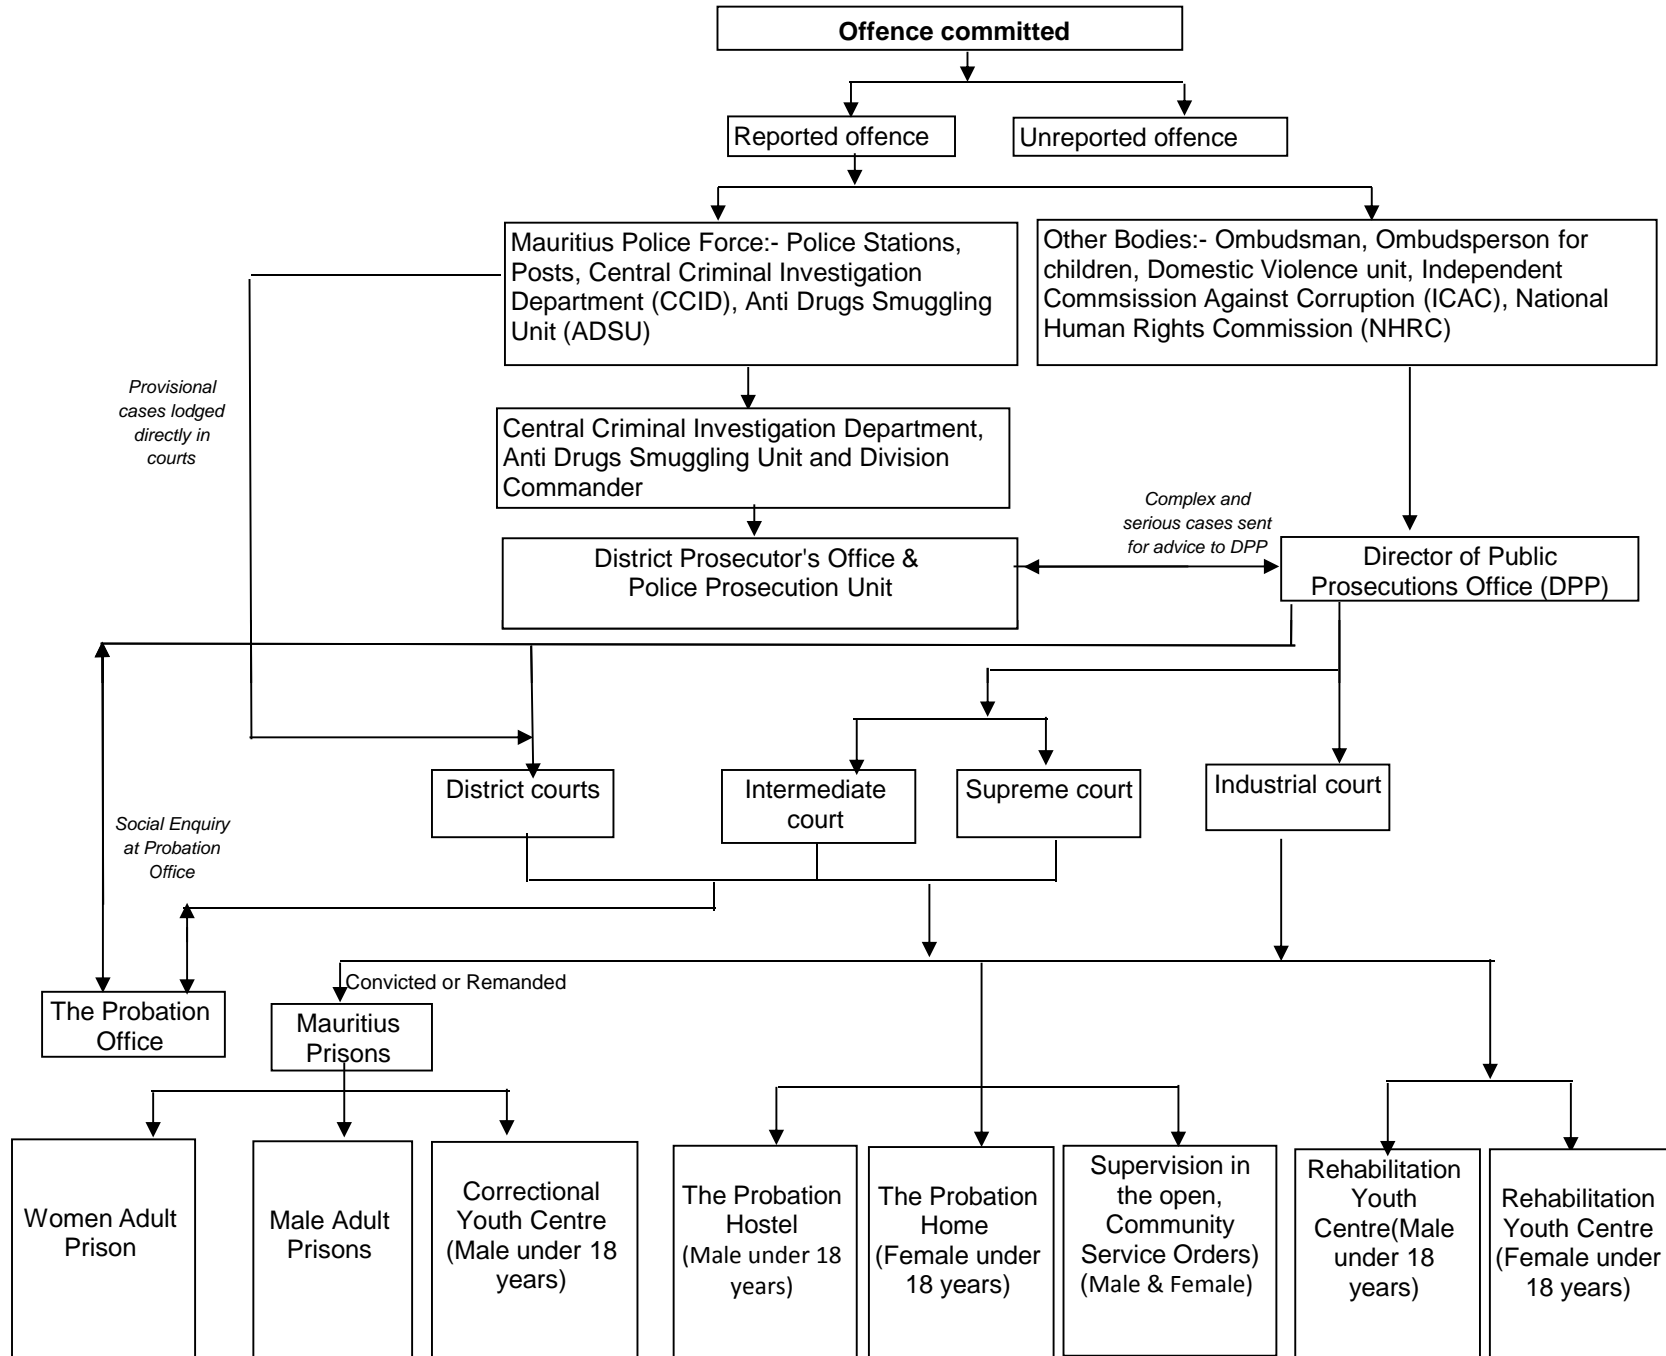 Offence committed
Reported offence
Unreported offence
Mauritius Police Force:- Police Stations,
Posts, Central Criminal Investigation
Department (CCID), Anti Drugs Smuggling
Unit (ADSU)
Other Bodies:- Ombudsman, Ombudsperson for
children, Domestic Violence unit, Independent
Commsission Against Corruption (ICAC), National
Human Rights Commission (NHRC)
Provisional
cases lodged
directly in
courts
Central Criminal Investigation Department,
Anti Drugs Smuggling Unit and Division
Commander
Complex and
serious cases sent
for advice to DPP
District Prosecutor's Office &
Police Prosecution Unit
Director of Public
Prosecutions Office (DPP)
District courts
Intermediate
court
Supreme court
Industrial court
Social Enquiry
at Probation
Office
Convicted or Remanded
The Probation
Office
Mauritius
Prisons
Women Adult
Prison
Male Adult
Prisons
Correctional
Youth Centre
(Male under 18
years)
The Probation
Hostel
(Male under 18
years)
The Probation
Home
(Female under
18 years)
Supervision in
the open,
Community
Service Orders)
(Male & Female)
Rehabilitation
Youth
Centre(Male
under 18
years)
Rehabilitation
Youth Centre
(Female under
18 years)